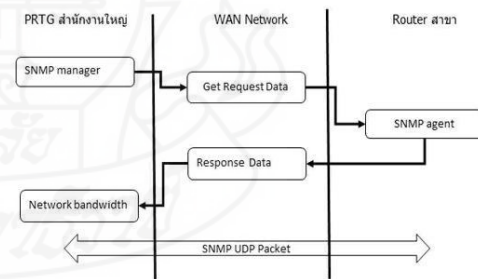 PRTG สำนักงานใหญ่
WAN Network
Router สาขา
SNMP manager
Get Request Data
SNMP agent
Response Data
Network bandwidth
SNMP UDP Packet